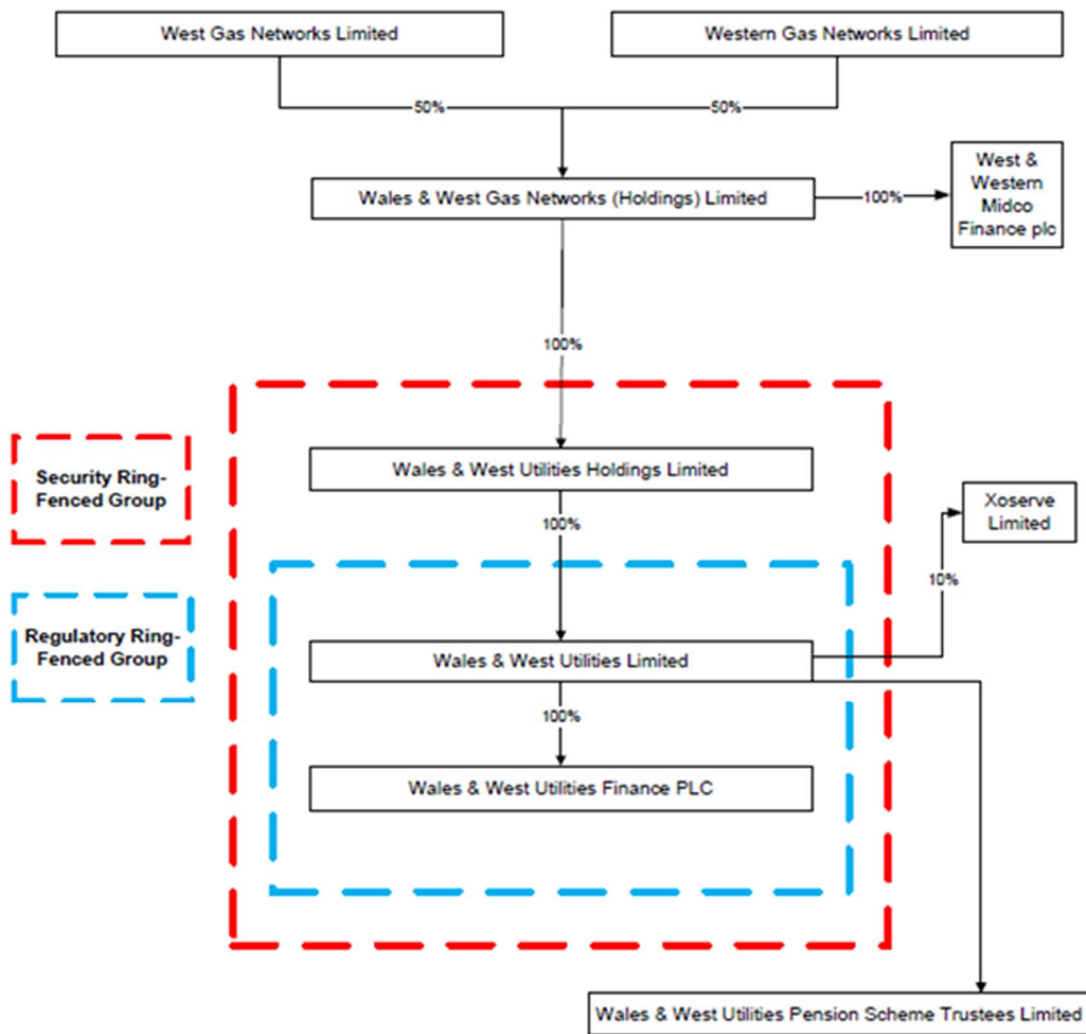 West Gas Networks Limited
Western Gas Networks Limited
50%
50%
Wales & West Gas Networks (Holdings) Limited
100%
West &
Western
Midco
Finance plc
100%
Security Ring-
Fenced Group
Wales & West Utilities Holdings Limited
100%
Xoserve
Limited
10%
Regulatory Ring-
Fenced Group
Wales & West Utilities Limited
100%
Wales & West Utilities Finance PLC
Wales & West Utilities Pension Scheme Trustees Limited